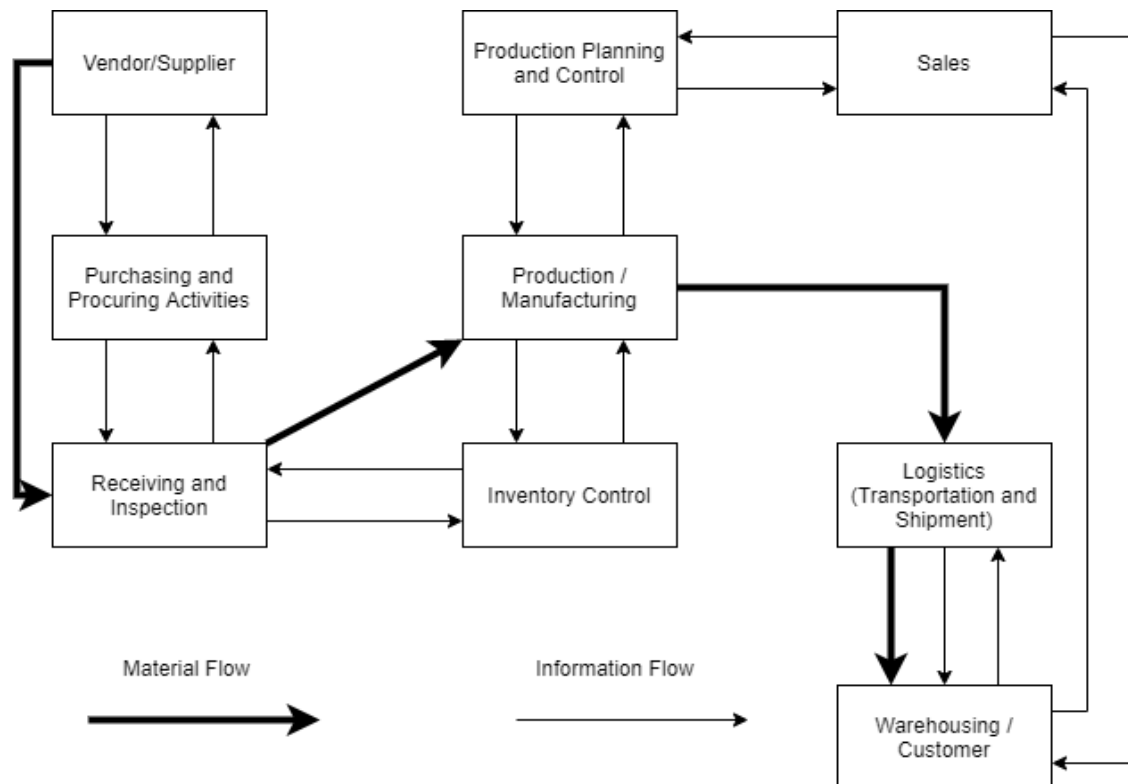 Vendor/Supplier
Production Planning
and Control
Sales
Purchasing and
Procuring Activities
Production /
Manufacturing
Receiving and
Inspection
Inventory Control
Logistics
(Transportation and
Shipment)
Material Flow
Information Flow
Warehousing /
Customer